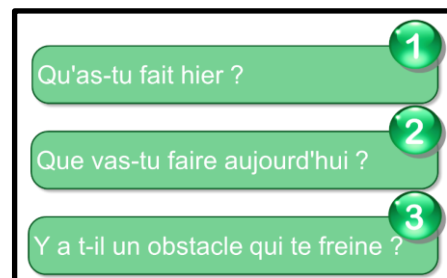 1
Qu'as-tu fait hier ?
2
Que vas-tu faire aujourd'hui ?
3
Y a t-il un obstacle qui te freine ?